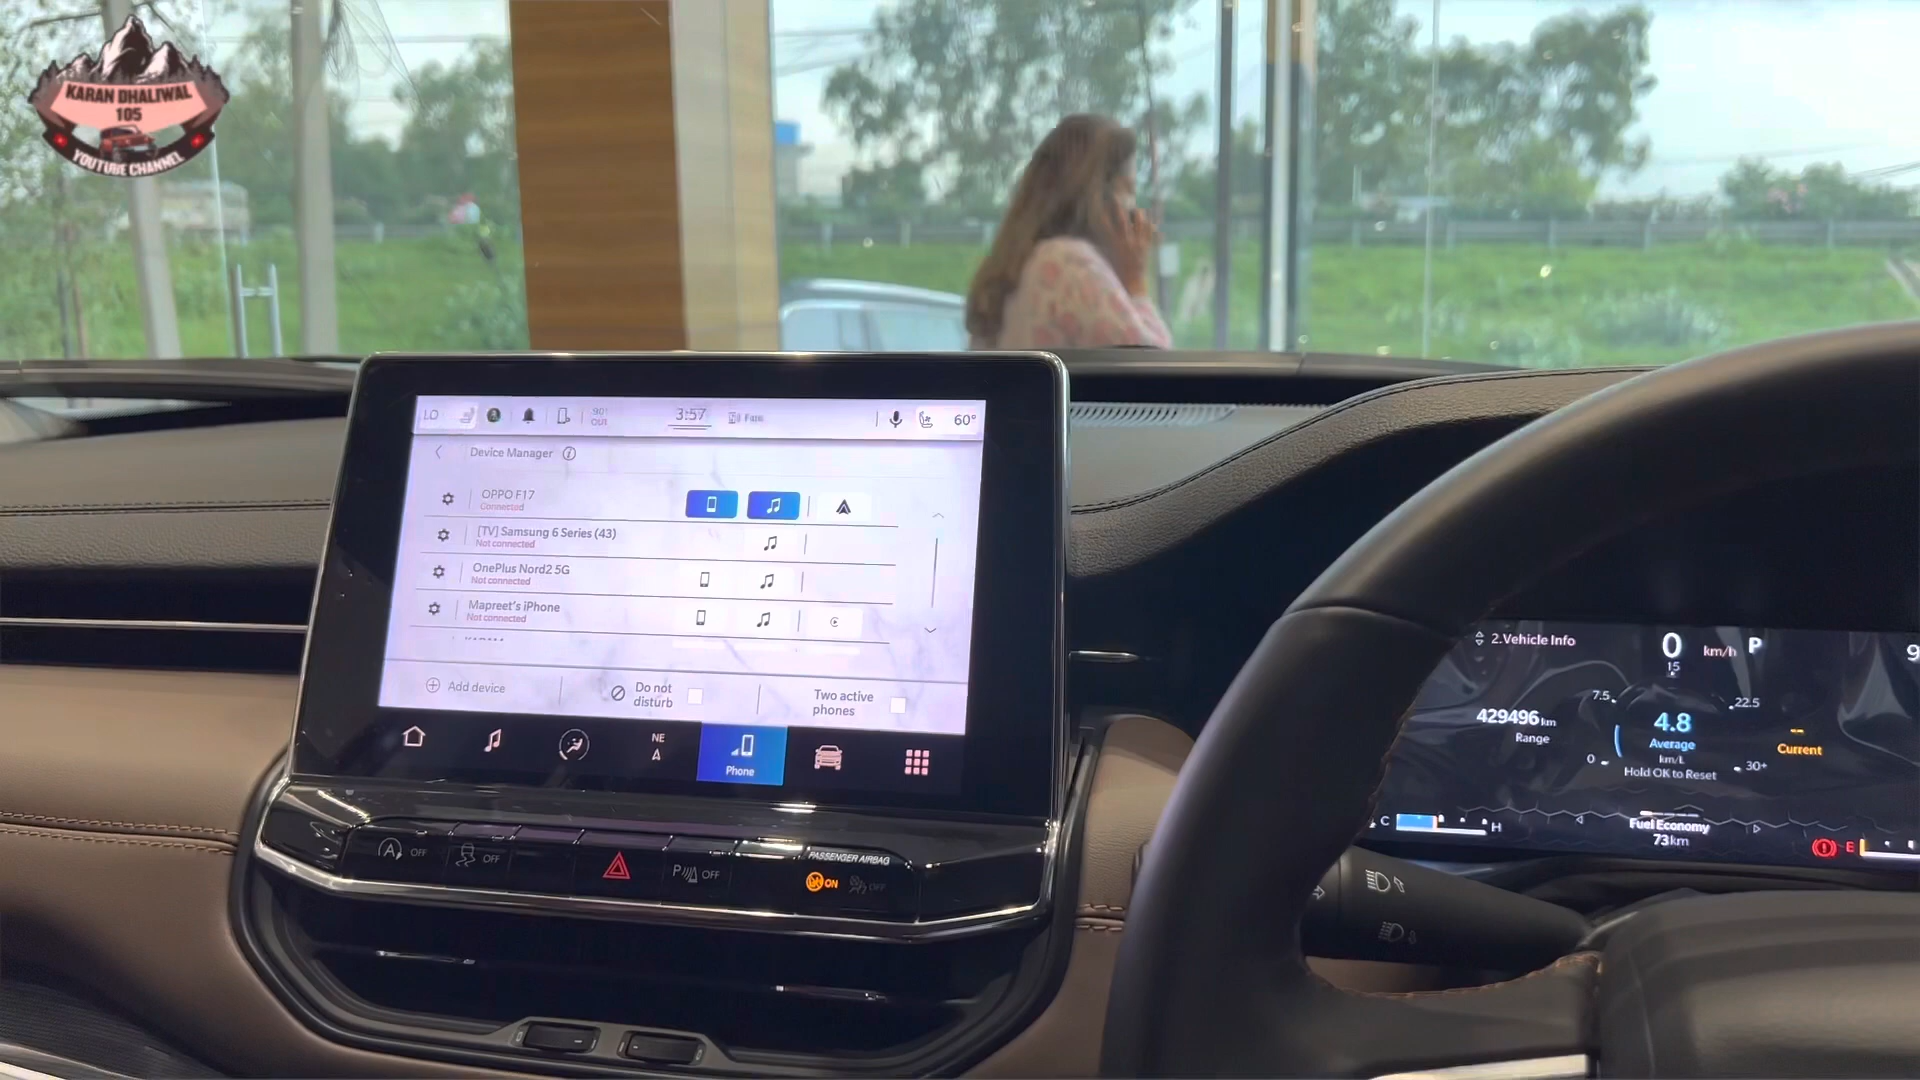 KARAN DHALIWAL
105
YOUTUBE CHANNEL
LO
OUT
3:57
60°
Device Manager
OPPO F17
Connected
[TV] Samsung 6 Series (43)
Not connected
OnePlus Nord2 5G
Not connected
Mapreet's iPhone
Not connected
Add device
Do not
disturb
Two active
phones
NE
Phone
OFF
OFF
P OFF
PASSENGER AIRBAG
ON
OFF
2.Vehicle Info
0 km/h P
15
7.5
22.5
429496 km
Range
4.8
Average
km/L
Current
0
30+
Hold OK to Reset
C
H
Fuel Economy
73km
E